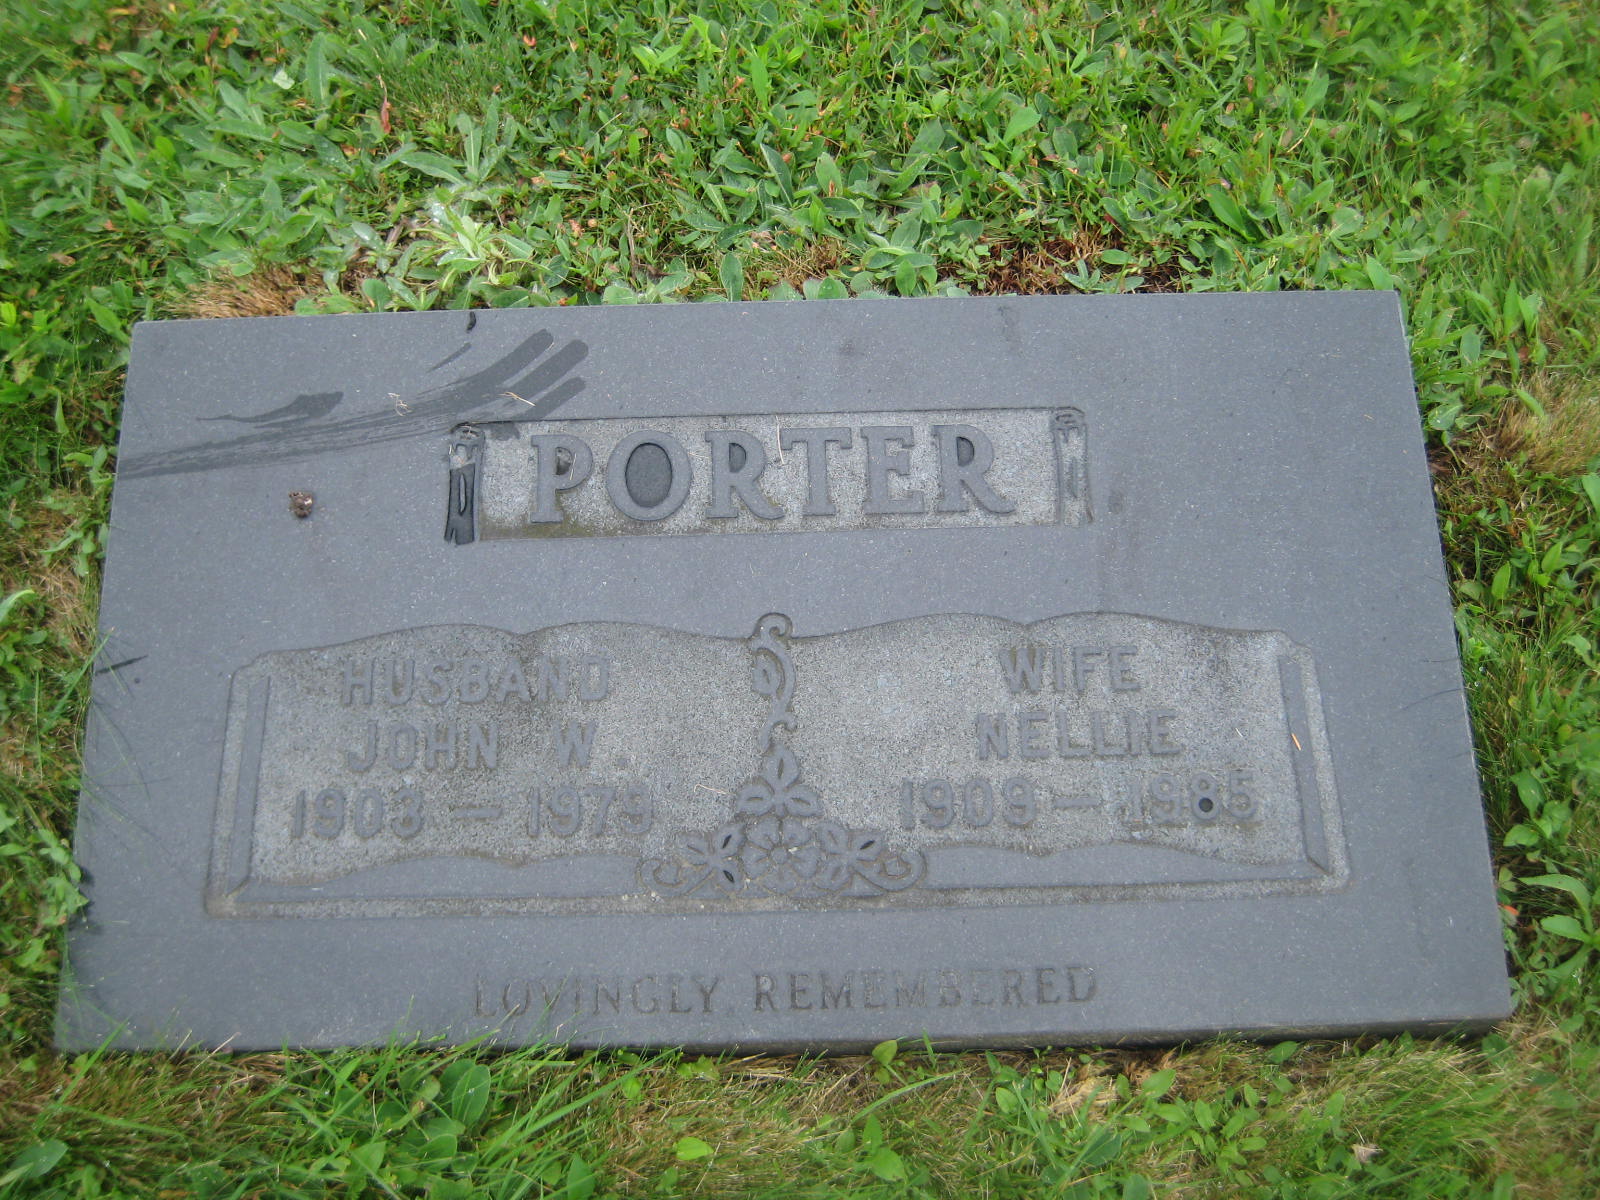 PORTER
HUSBAND
JOHN W.
1903 — 1979
WIFE
NELLIE
1909 — 1985
LOVINGLY REMEMBERED